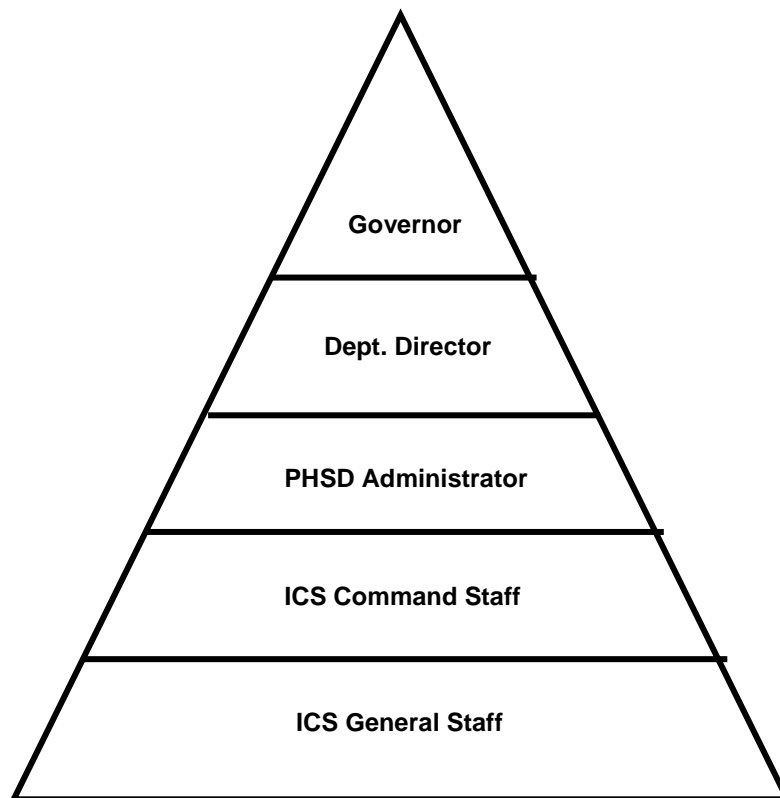 Governor
Dept. Director
PHSD Administrator
ICS Command Staff
ICS General Staff